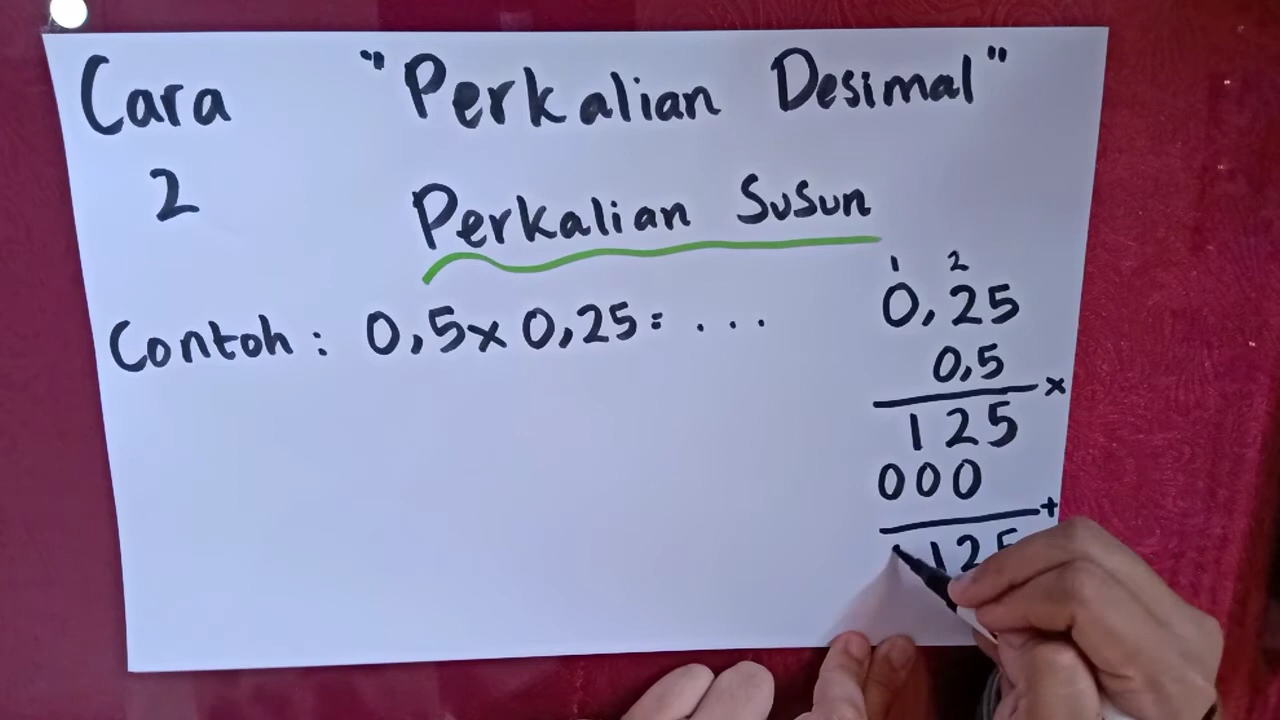 Cara "Perkalian Desimal"
2
Perkalian Susun
Contoh : 0,5 x 0,25 = . . .
1 2
0,25
0,5
x
125
000
+
125